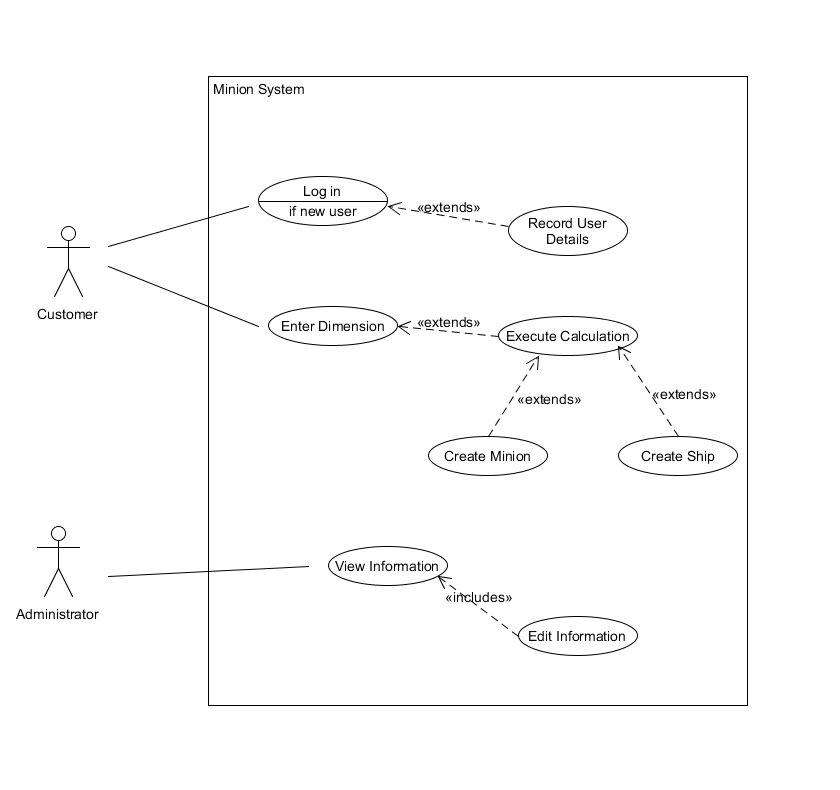 Minion System
Log in
if new user
«extends»
Record User
Details
Customer
Enter Dimension
«extends»
Execute Calculation
«extends»
«extends»
Create Minion
Create Ship
View Information
Administrator
«includes»
Edit Information